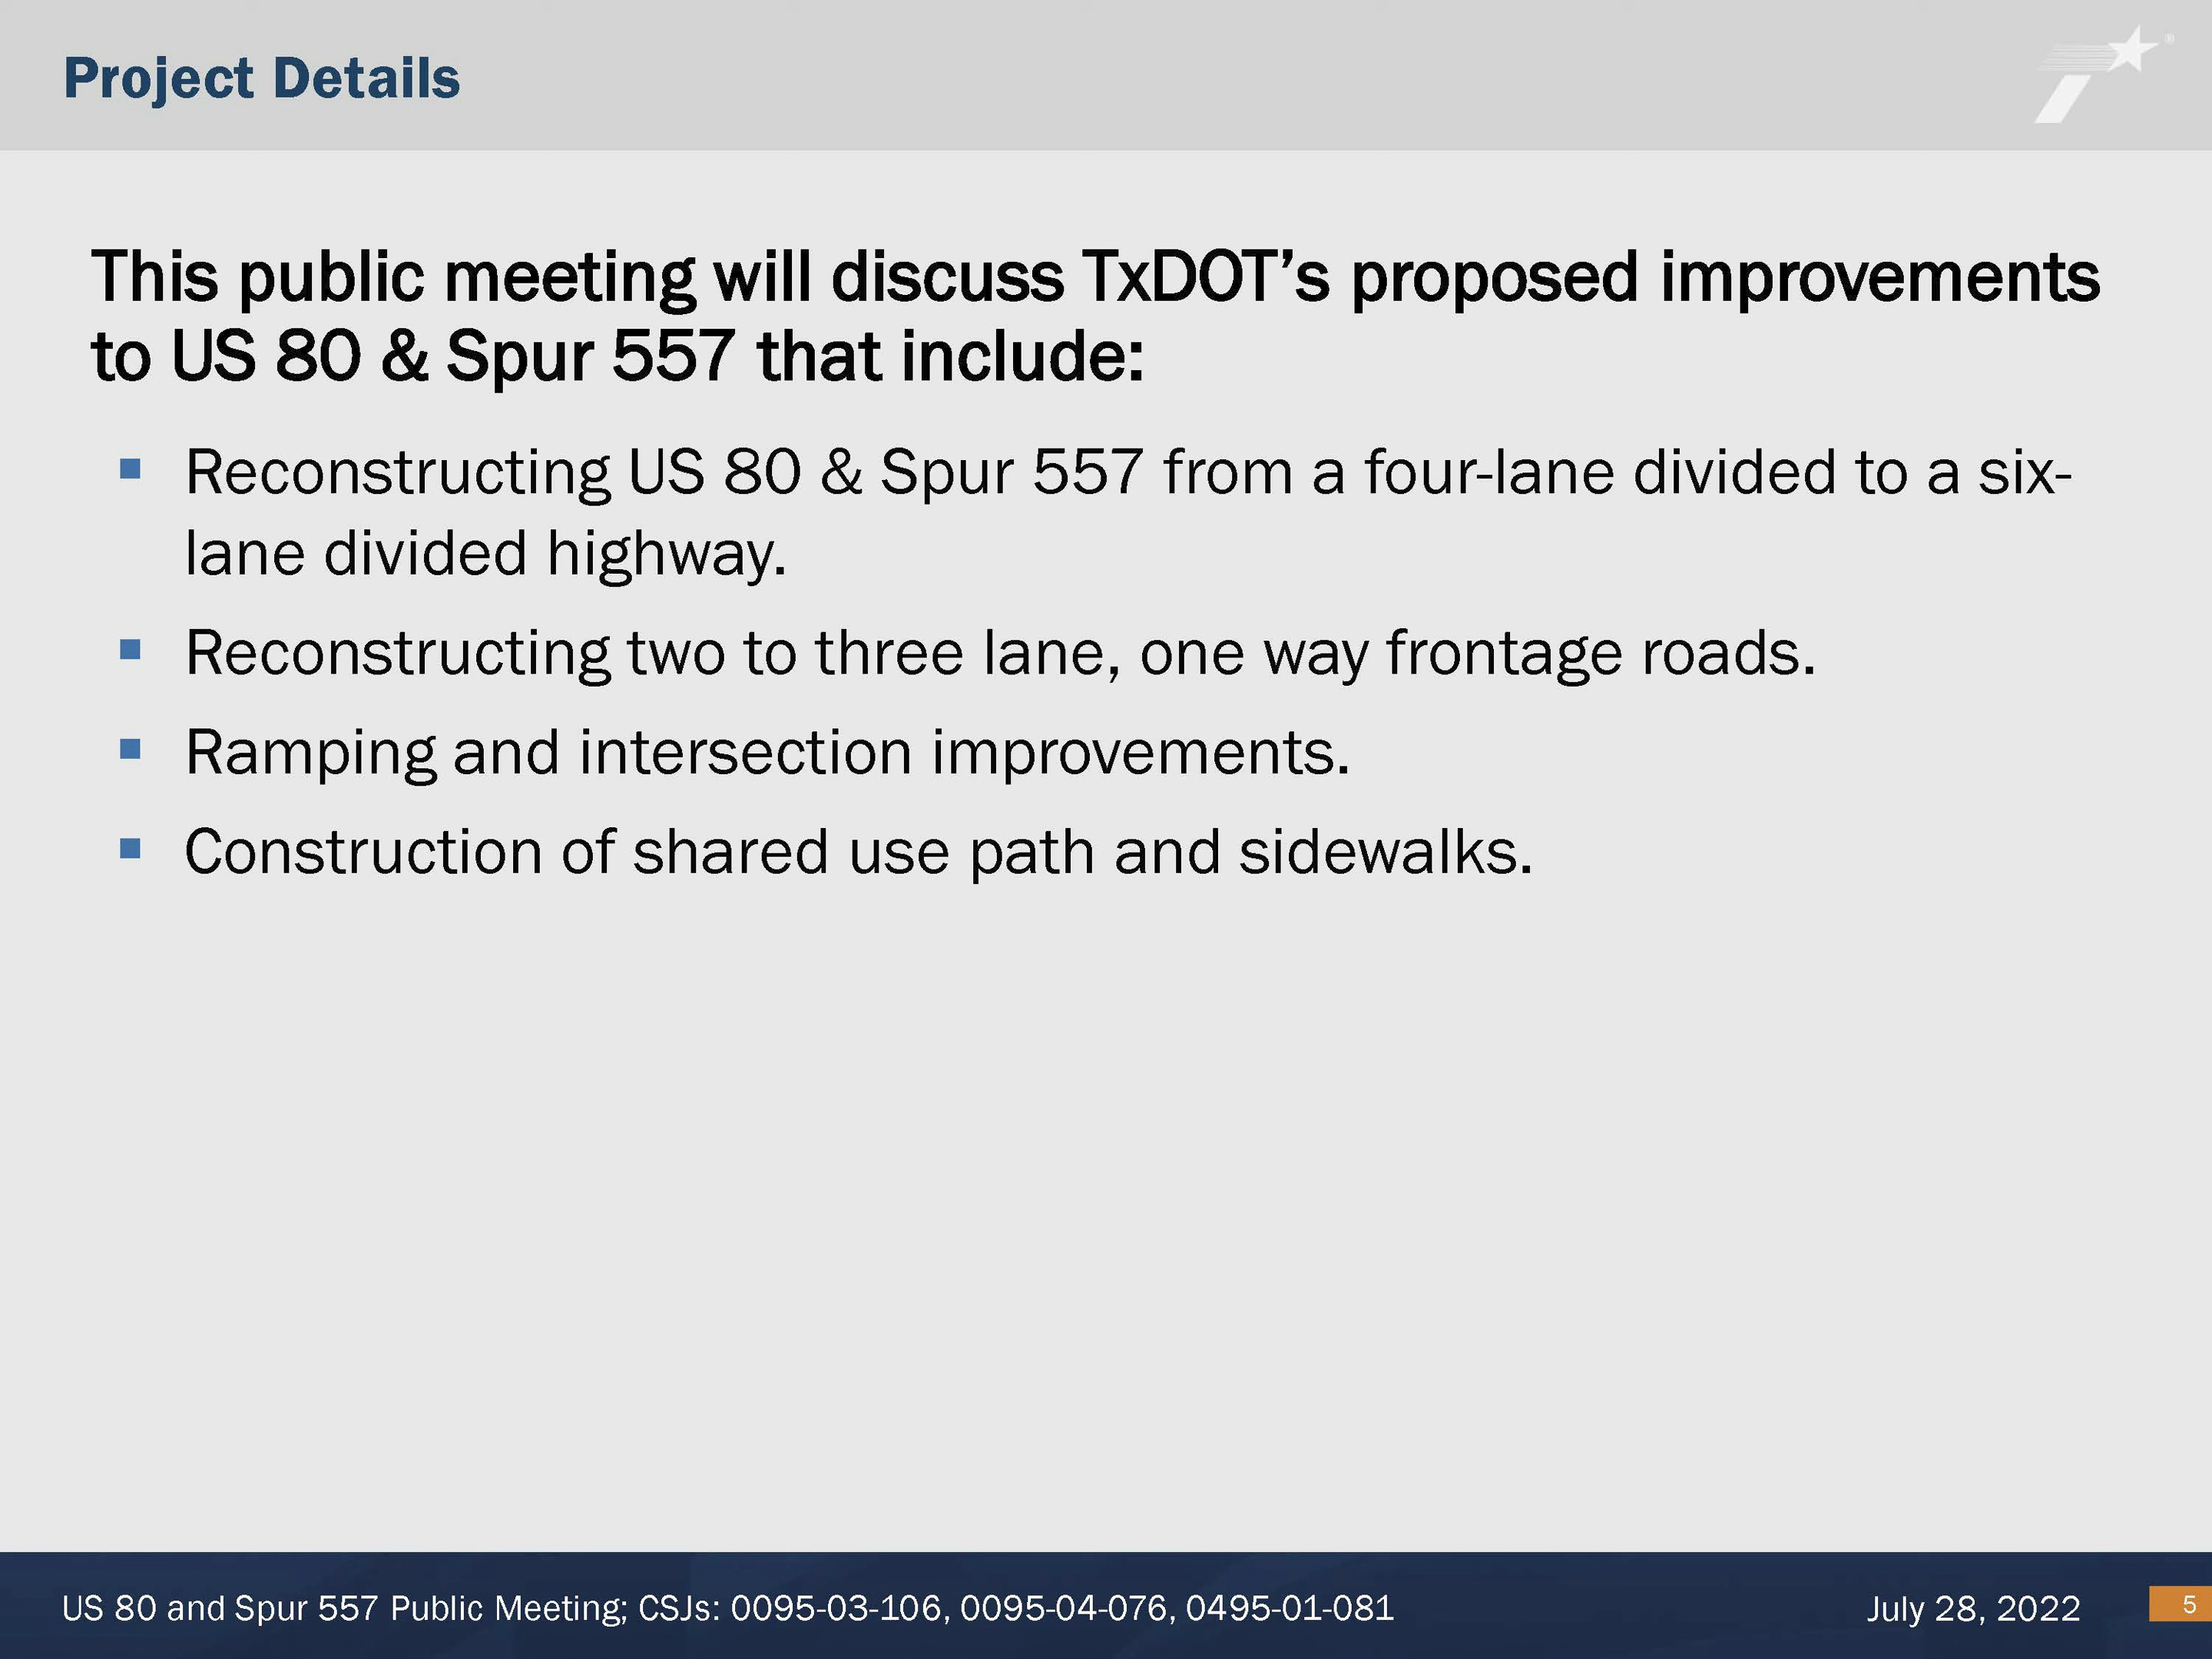 Project Details
This public meeting will discuss TxDOT’s proposed improvements
to US 80 & Spur 557 that include:
▪ Reconstructing US 80 & Spur 557 from a four-lane divided to a six-
lane divided highway.
▪ Reconstructing two to three lane, one way frontage roads.
▪ Ramping and intersection improvements.
▪ Construction of shared use path and sidewalks.
US 80 and Spur 557 Public Meeting; CSJs: 0095-03-106, 0095-04-076, 0495-01-081
July 28, 2022
5